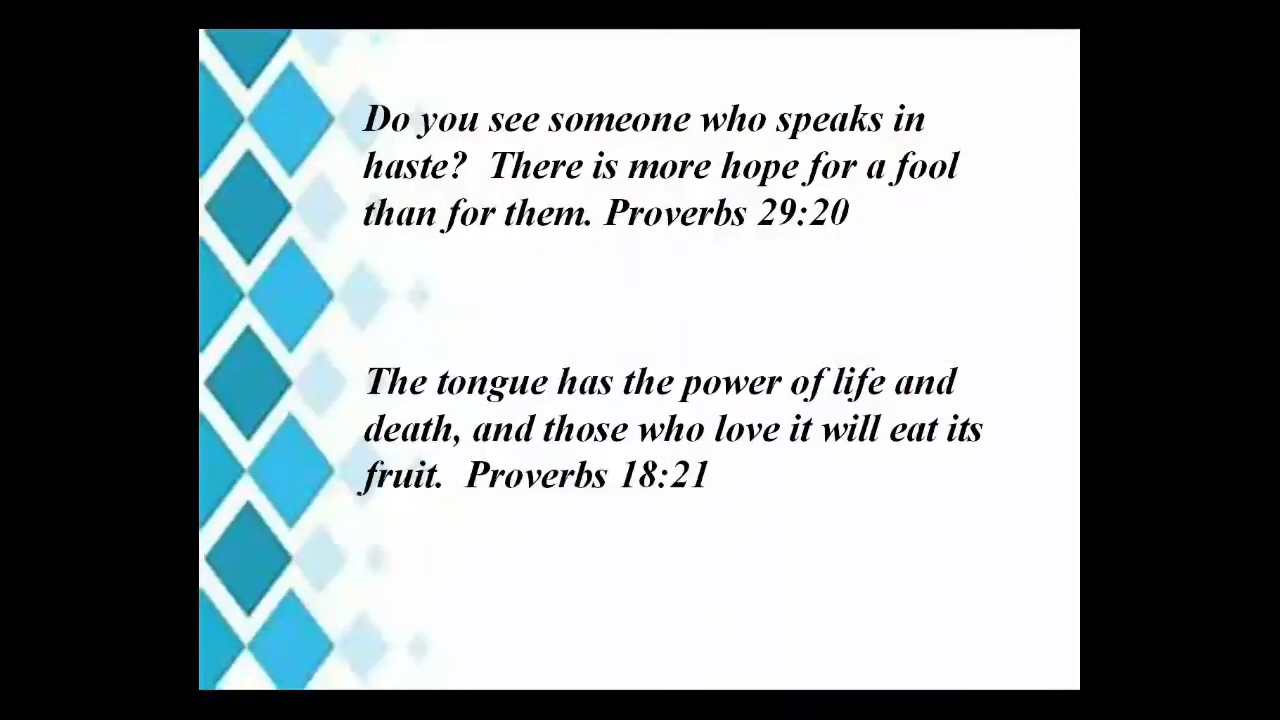 Do you see someone who speaks in
haste?  There is more hope for a fool
than for them. Proverbs 29:20
The tongue has the power of life and
death, and those who love it will eat its
fruit.  Proverbs 18:21